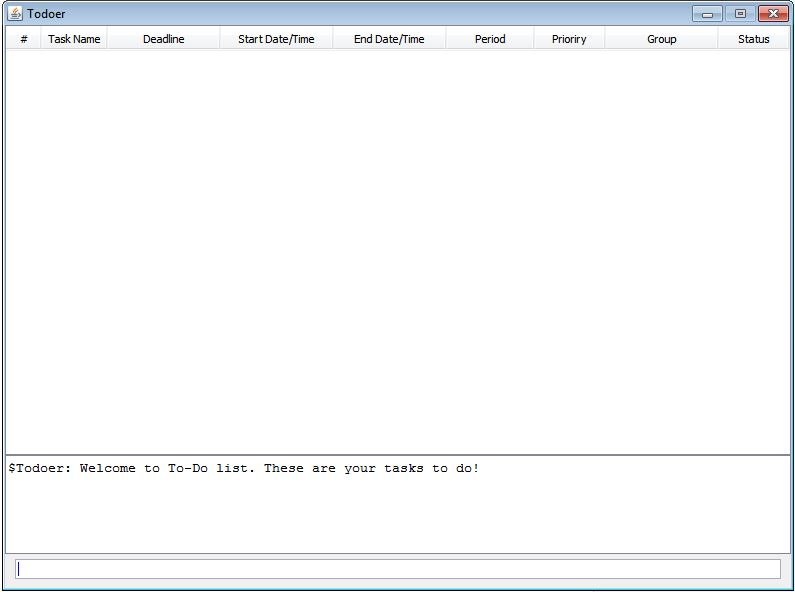 Todoer
# Task Name Deadline Start Date/Time End Date/Time Period Prioriry Group Status
$Todoer: Welcome to To-Do list. These are your tasks to do!